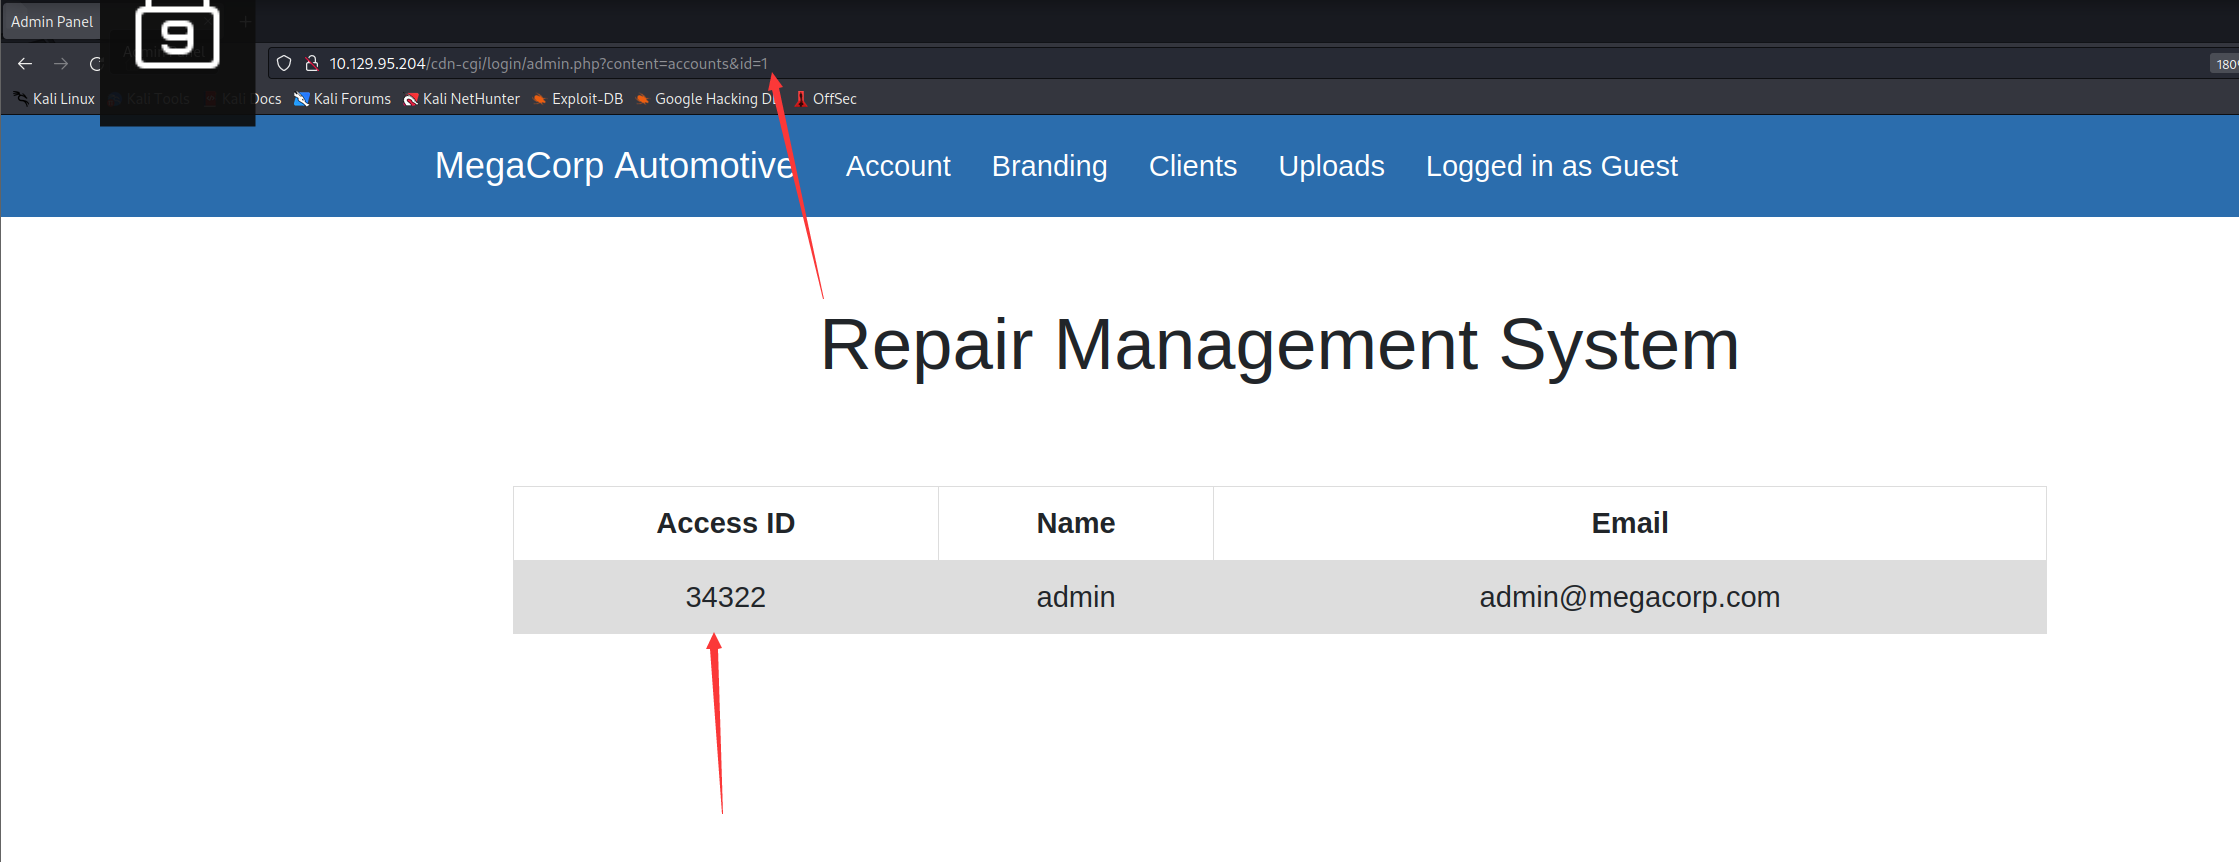 Admin Panel
9
10.129.95.204/cdn-cgi/login/admin.php?content=accounts&id=1
180
Kali Linux Kali Tools Kali Docs Kali Forums Kali NetHunter Exploit-DB Google Hacking D OffSec
MegaCorp Automotive Account Branding Clients Uploads Logged in as Guest
Repair Management System
Access ID Name Email
34322 admin admin@megacorp.com